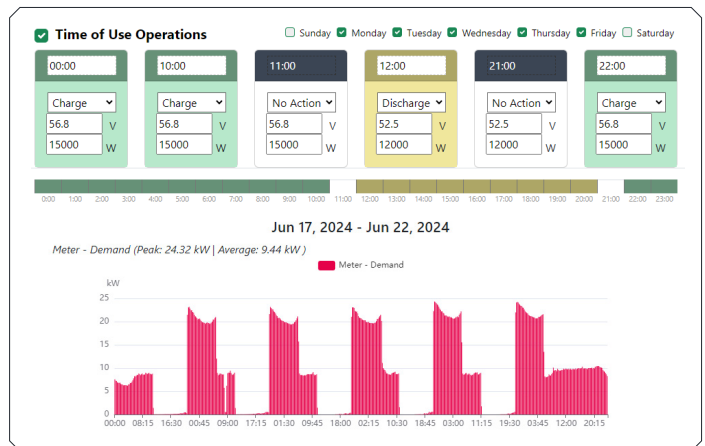 Time of Use Operations
Sunday Monday Tuesday Wednesday Thursday Friday Saturday
00:00 10:00 11:00 12:00 21:00 22:00
Charge Charge No Action Discharge No Action Charge
56.8 V 56.8 V 56.8 V 52.5 V 52.5 V 56.8 V
15000 W 15000 W 15000 W 12000 W 12000 W 15000 W
0:00 1:00 2:00 3:00 4:00 5:00 6:00 7:00 8:00 9:00 10:00 11:00 12:00 13:00 14:00 15:00 16:00 17:00 18:00 19:00 20:00 21:00 22:00 23:00
Jun 17, 2024 - Jun 22, 2024
Meter - Demand (Peak: 24.32 kW | Average: 9.44 kW )
Meter - Demand
kW
25
20
15
10
5
0
00:00 08:15 16:30 00:45 09:00 17:15 01:30 09:45 18:00 02:15 10:30 18:45 03:00 11:15 19:30 03:45 12:00 20:15